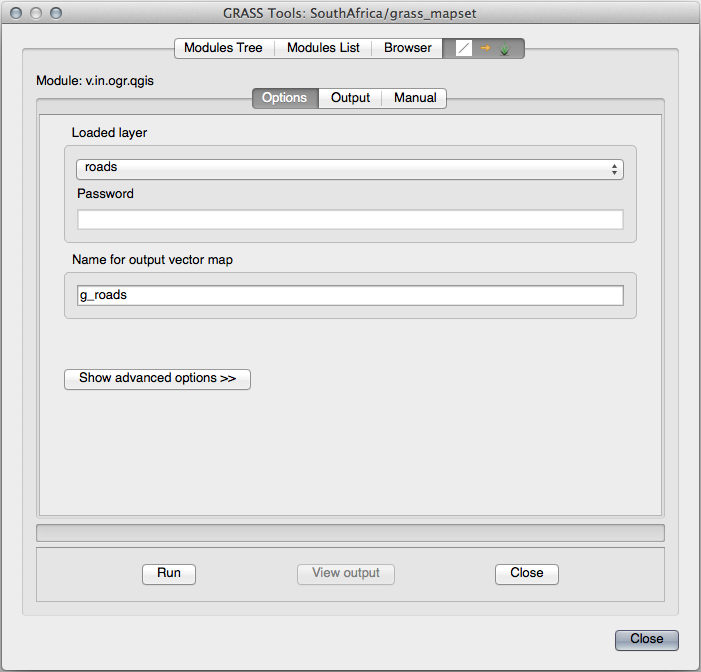 GRASS Tools: SouthAfrica/grass_mapset
Modules Tree Modules List Browser
Module: v.in.ogr.qgis
Options Output Manual
Loaded layer
roads
Password
Name for output vector map
g_roads
Show advanced options >>
Run View output Close
Close